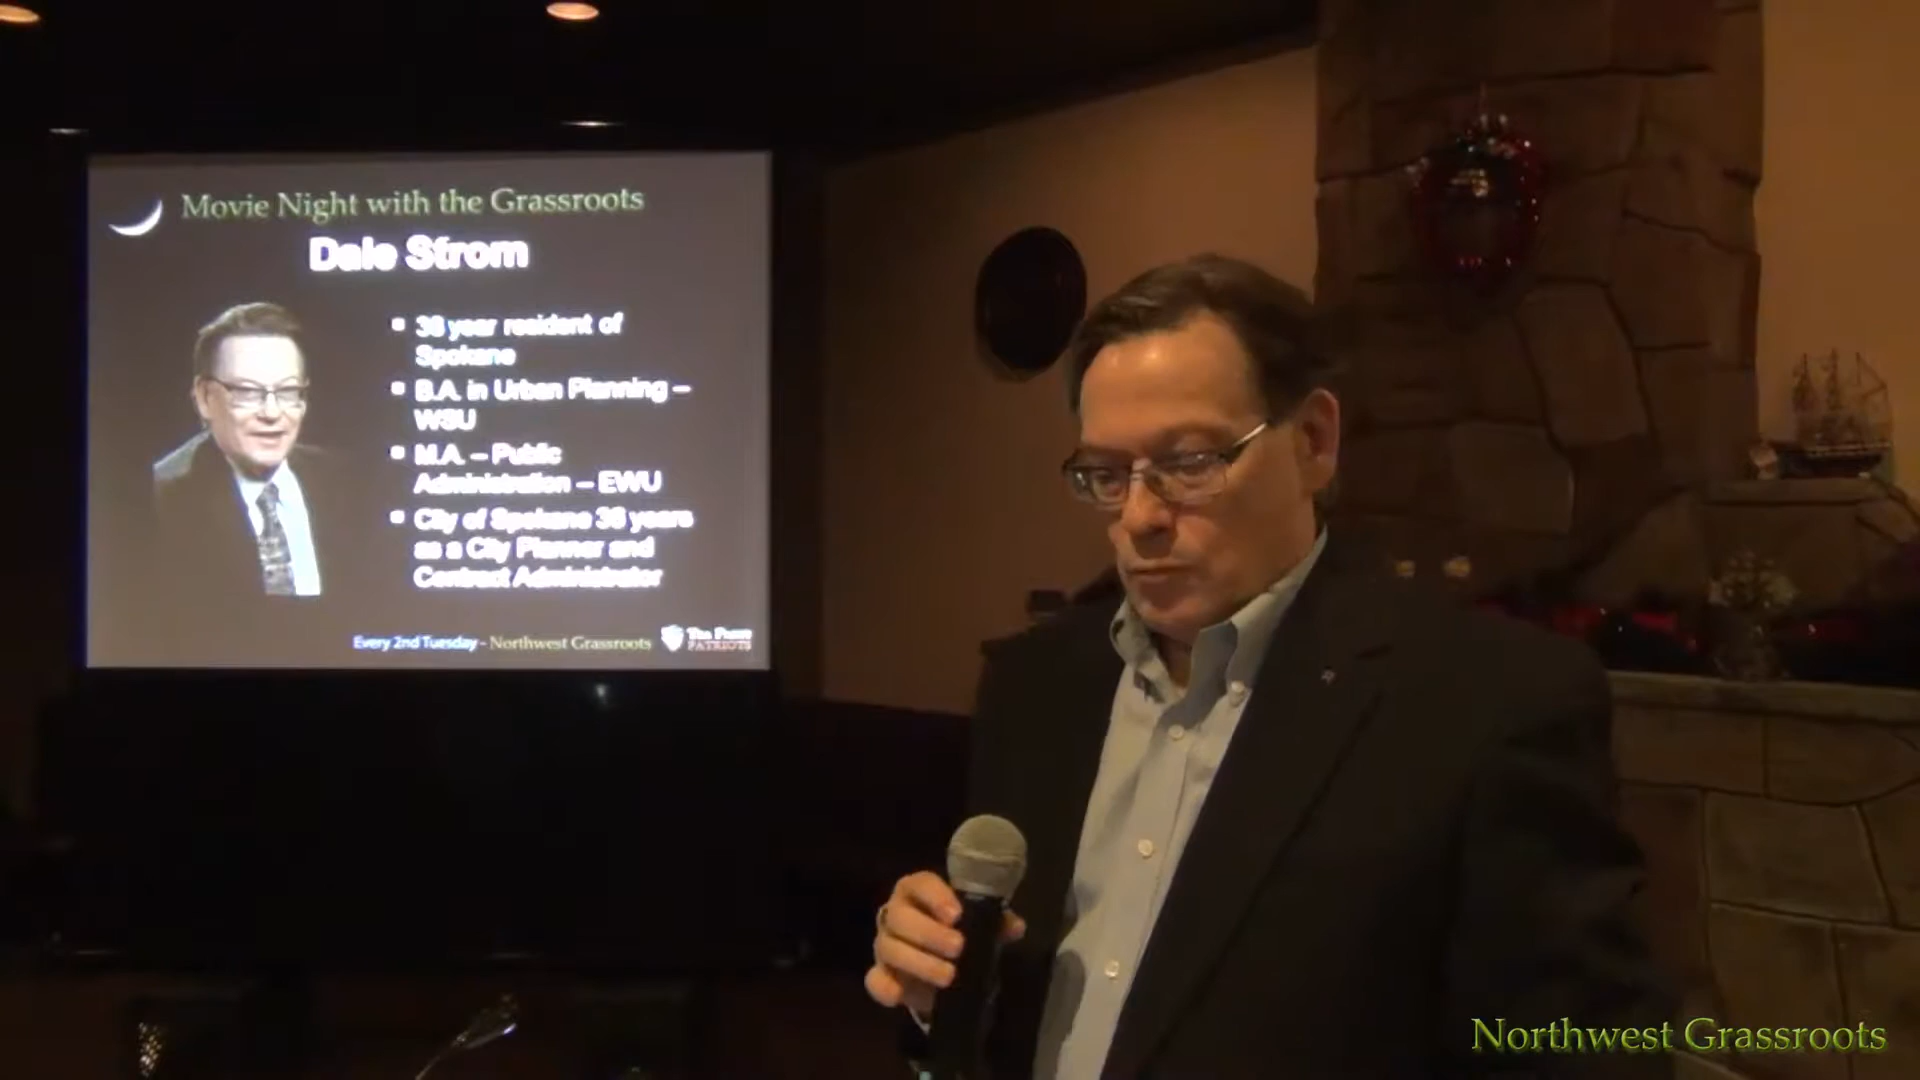 Movie Night with the Grassroots
Dale Strom
▪ 38 year resident of
Spokane
▪ B.A. in Urban Planning –
WSU
▪ M.A. – Public
Administration – EWU
▪ City of Spokane 36 years
as a City Planner and
Contract Administrator
Every 2nd Tuesday - Northwest Grassroots
PATRIOTS
Northwest Grassroots